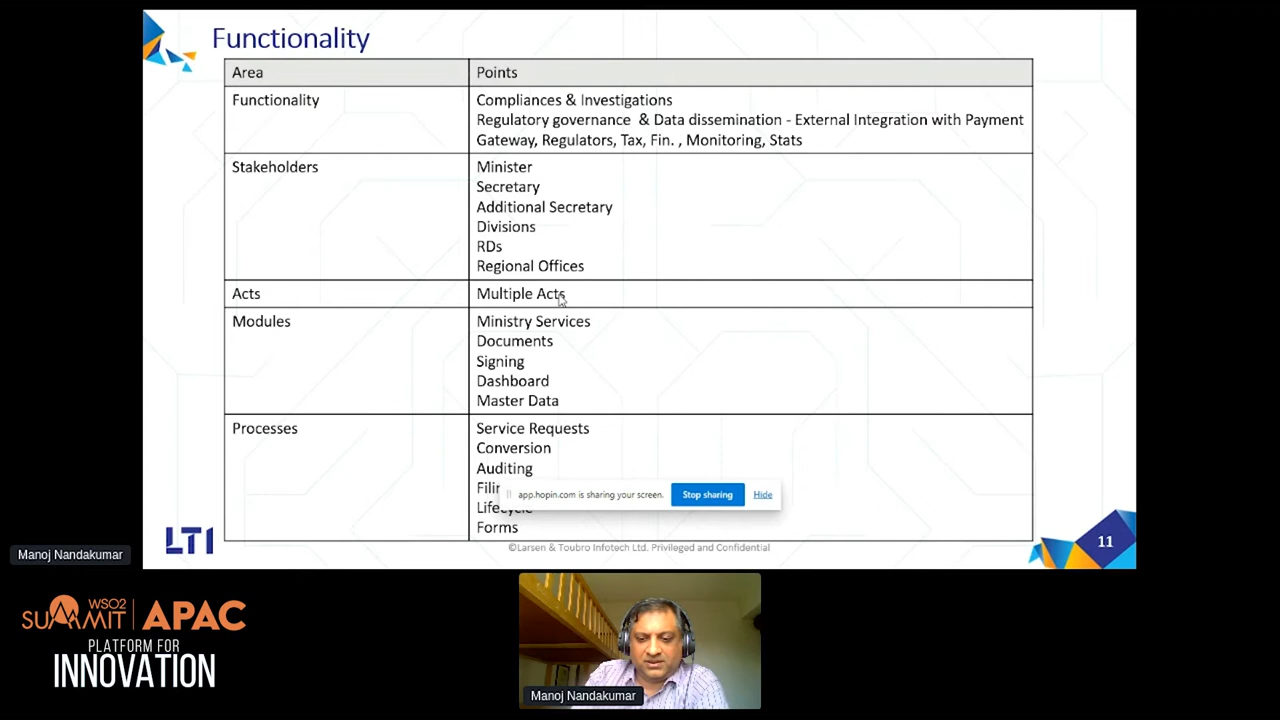 Functionality
Area Points
Functionality Compliances & Investigations
Regulatory governance & Data dissemination - External Integration with Payment
Gateway, Regulators, Tax, Fin. , Monitoring, Stats
Stakeholders Minister
Secretary
Additional Secretary
Divisions
RDs
Regional Offices
Acts Multiple Acts
Modules Ministry Services
Documents
Signing
Dashboard
Master Data
Processes Service Requests
Conversion
Auditing
app.hopin.com is sharing your screen. Stop sharing Hide
Lifecycle
Forms
LTI
©Larsen & Toubro Infotech Ltd. Privileged and Confidential
11
Manoj Nandakumar
WSO2
SUMMIT APAC
PLATFORM FOR
INNOVATION
Manoj Nandakumar